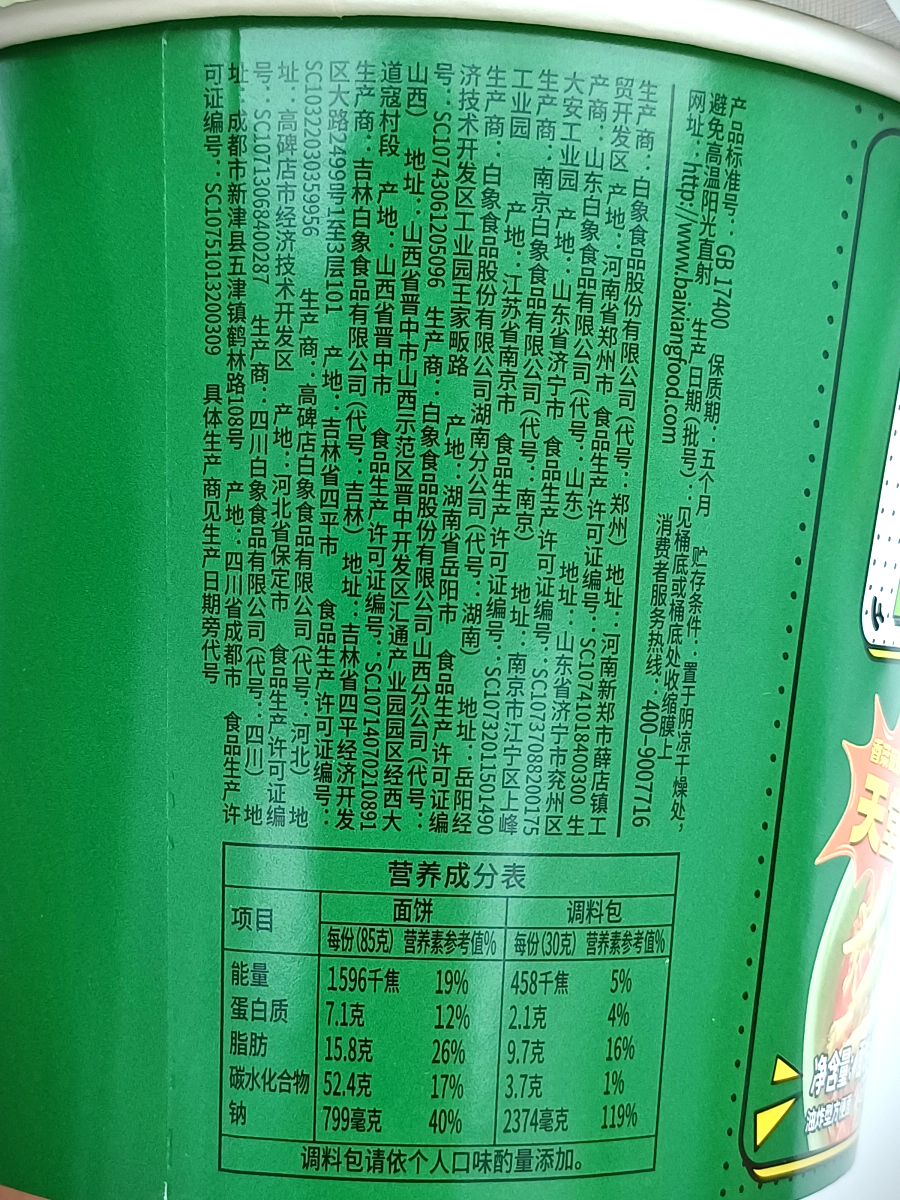 产品标准号：GB 17400 保质期：五个月 贮存条件：置于阴凉干燥处，
避免高温阳光直射 生产日期（批号）：见桶底或桶底处收缩膜上
网址：http://www.baixiangfood.com 消费者服务热线：400-9007716
生产商：白象食品股份有限公司（代号：郑州）地址：河南新郑市薛店镇工
贸开发区 产地：河南省郑州市 食品生产许可证编号：SC10741018400300 生
产商：山东白象食品有限公司（代号：山东） 地址：山东省济宁市兖州区
大安工业园 产地：山东省济宁市 食品生产许可证编号：SC10737088200175
生产商：南京白象食品有限公司（代号：南京） 地址：南京市江宁区上峰
工业园 产地：江苏省南京市 食品生产许可证编号：SC10732011501490
生产商：白象食品股份有限公司湖南分公司（代号：湖南） 地址：岳阳经
济技术开发区工业园王家畈路 产地：湖南省岳阳市 食品生产许可证编
号：SC10743061205096 生产商：白象食品股份有限公司山西分公司（代号：
山西） 地址：山西省晋中市山西示范区晋中开发区汇通产业园园区经西大
道寇村段 产地：山西省晋中市 食品生产许可证编号：SC10714070210891
生产商：吉林白象食品有限公司（代号：吉林） 地址：吉林省四平经济开发
区大路2499号1至3层101 产地：吉林省四平市 食品生产许可证编号：
SC10322030359956 生产商：高碑店白象食品有限公司（代号：河北） 地
址：高碑店市经济技术开发区 产地：河北省保定市 食品生产许可证编
号：SC10713068400287 生产商：四川白象食品有限公司（代号：四川） 地
址：成都市新津县五津镇鹤林路108号 产地：四川省成都市 食品生产许
可证编号：SC10751013200309 具体生产商见生产日期旁代号
营养成分表
项目 面饼 调料包
每份(85克) 营养素参考值% 每份(30克) 营养素参考值%
能量 1596千焦 19% 458千焦 5%
蛋白质 7.1克 12% 2.1克 4%
脂肪 15.8克 26% 9.7克 16%
碳水化合物 52.4克 17% 3.7克 1%
钠 799毫克 40% 2374毫克 119%
调料包请依个人口味酌量添加。
天
净含量
油炸型方便面